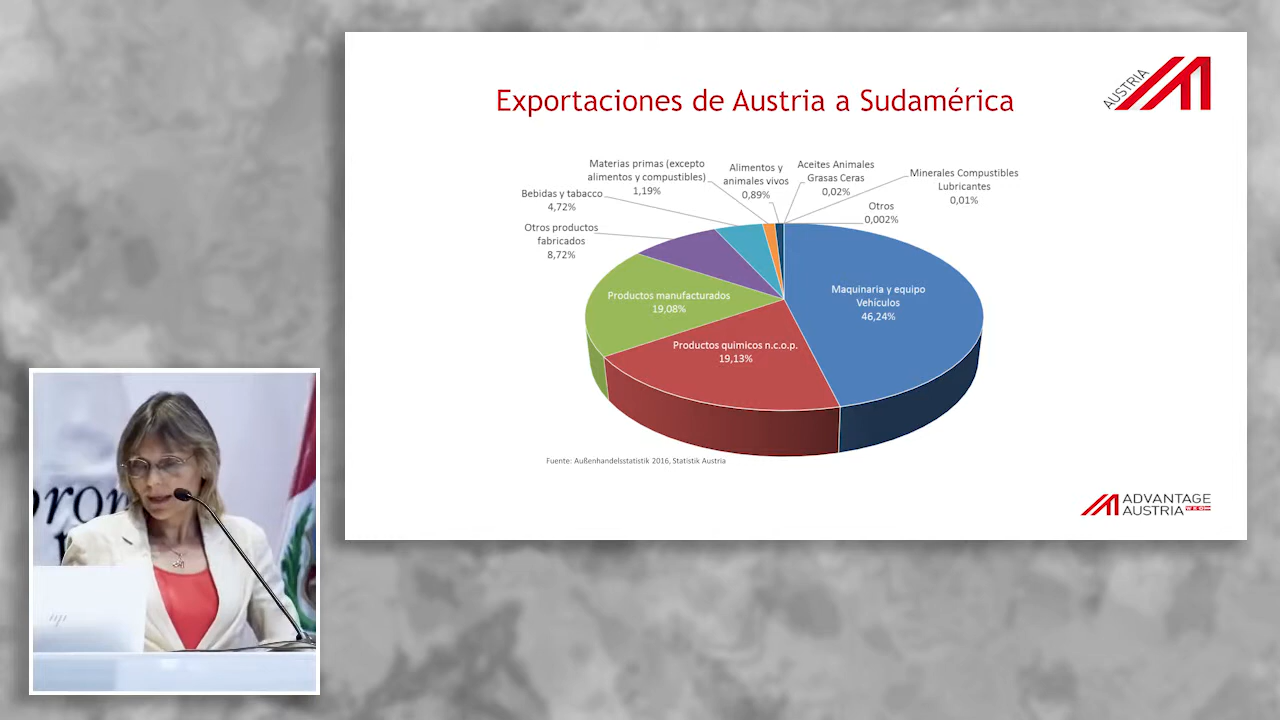 Exportaciones de Austria a Sudamérica
AUSTRIA
Materias primas (excepto
alimentos y compustibles)
1,19%
Alimentos y
animales vivos
0,89%
Aceites Animales
Grasas Ceras
0,02%
Minerales Compustibles
Lubricantes
0,01%
Bebidas y tabacco
4,72%
Otros
0,002%
Otros productos
fabricados
8,72%
Productos manufacturados
19,08%
Maquinaria y equipo
Vehículos
46,24%
Productos quimicos n.c.o.p.
19,13%
Fuente: Außenhandelsstatistik 2016, Statistik Austria
ADVANTAGE
AUSTRIA
hp